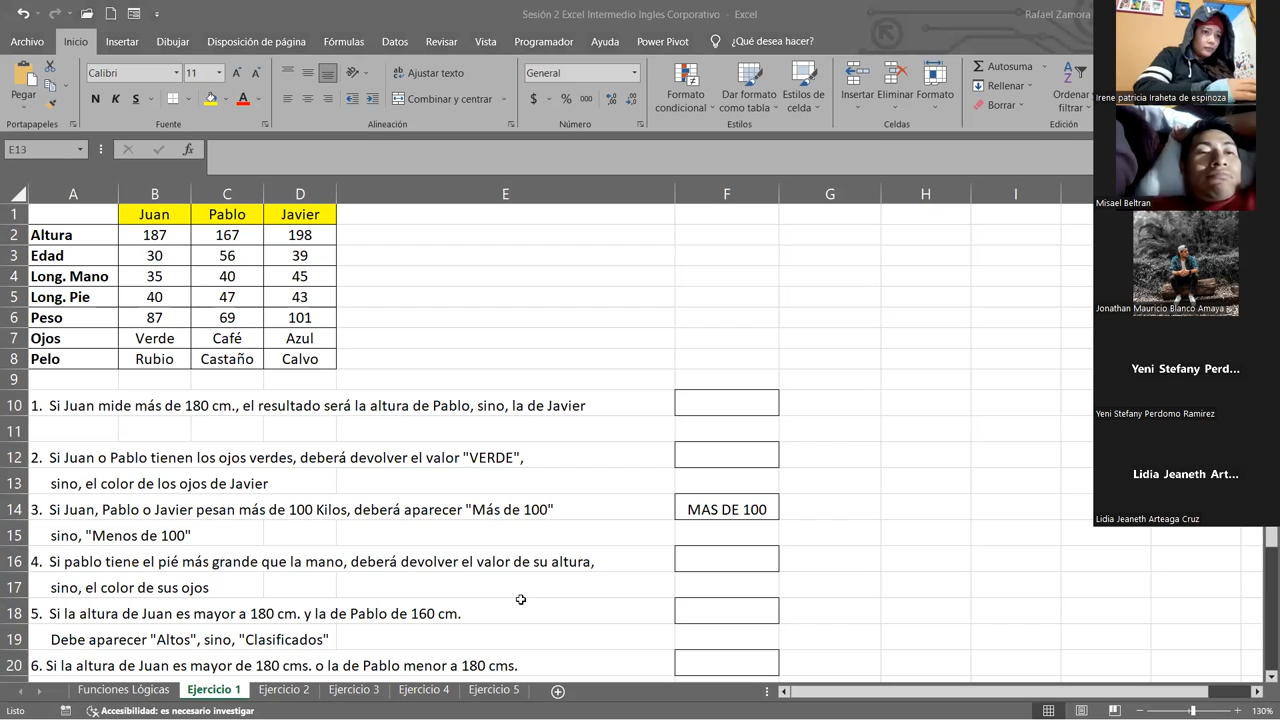 Sesión 2 Excel Intermedio Ingles Corporativo - Excel
Rafael Zamora
Archivo Inicio Insertar Dibujar Disposición de página Fórmulas Datos Revisar Vista Programador Ayuda Power Pivot ¿Qué desea hacer?
Pegar
Calibri 11
N K S
Ajustar texto
Combinar y centrar
General
$ % 000
Formato condicional
Dar formato como tabla
Estilos de celda
Insertar Eliminar Formato
Autosuma
Rellenar
Borrar
Ordenar filtrar
Portapapeles Fuente Alineación Número Estilos Celdas Edición
E13 fx
A B C D E F G H I
1 Juan Pablo Javier
2 Altura 187 167 198
3 Edad 30 56 39
4 Long. Mano 35 40 45
5 Long. Pie 40 47 43
6 Peso 87 69 101
7 Ojos Verde Café Azul
8 Pelo Rubio Castaño Calvo
9
10 1. Si Juan mide más de 180 cm., el resultado será la altura de Pablo, sino, la de Javier
11
12 2. Si Juan o Pablo tienen los ojos verdes, deberá devolver el valor "VERDE",
13 sino, el color de los ojos de Javier
14 3. Si Juan, Pablo o Javier pesan más de 100 Kilos, deberá aparecer "Más de 100" MAS DE 100
15 sino, "Menos de 100"
16 4. Si pablo tiene el pié más grande que la mano, deberá devolver el valor de su altura,
17 sino, el color de sus ojos
18 5. Si la altura de Juan es mayor a 180 cm. y la de Pablo de 160 cm.
19 Debe aparecer "Altos", sino, "Clasificados"
20 6. Si la altura de Juan es mayor de 180 cms. o la de Pablo menor a 180 cms.
Funciones Lógicas Ejercicio 1 Ejercicio 2 Ejercicio 3 Ejercicio 4 Ejercicio 5
Listo Accesibilidad: es necesario investigar 130%
Irene patricia Iraheta de espinoza
Misael Beltran
Jonathan Mauricio Blanco Amaya
Yeni Stefany Perd...
Yeni Stefany Perdomo Ramirez
Lidia Jeaneth Art...
Lidia Jeaneth Arteaga Cruz